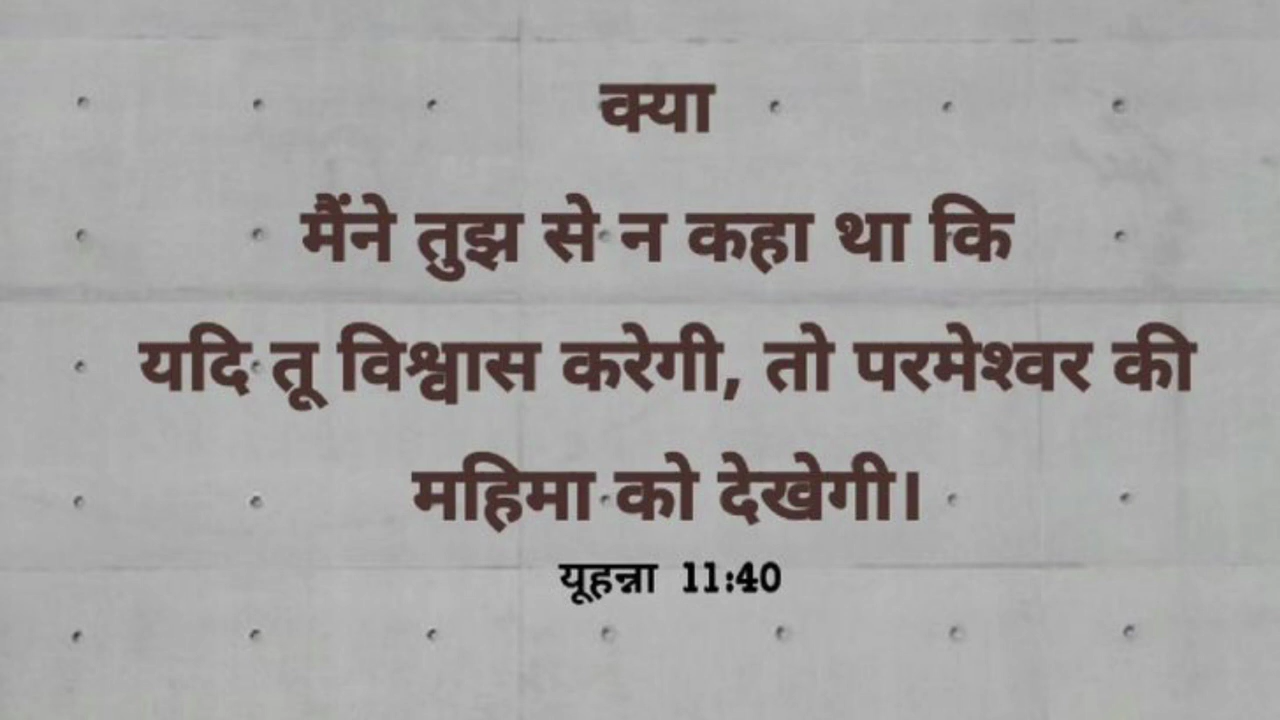 क्या
मैंने तुझ से न कहा था कि
यदि तू विश्वास करेगी, तो परमेश्वर की
महिमा को देखेगी।
यूहन्ना 11:40